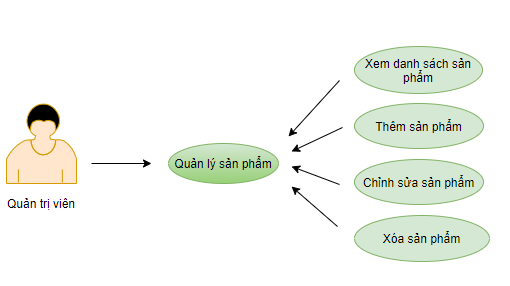 Xem danh sách sản
phẩm
Thêm sản phẩm
Quản lý sản phẩm
Chỉnh sửa sản phẩm
Quản trị viên
Xóa sản phẩm